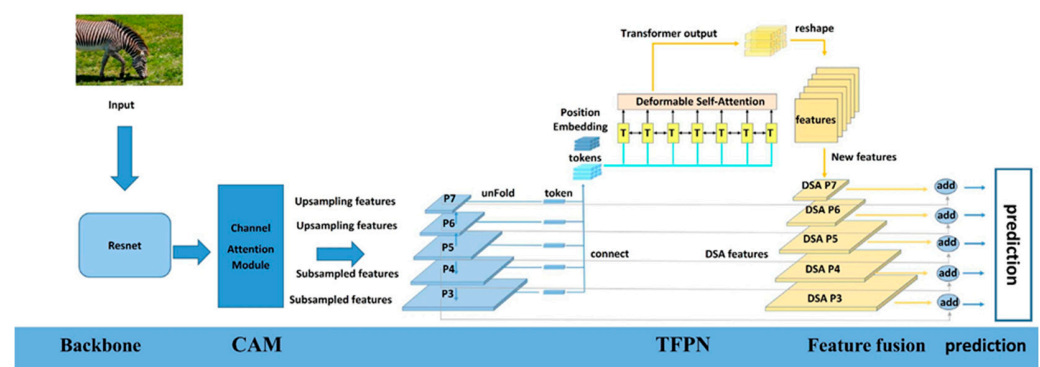 Input
Resnet
Channel
Attention
Module
Upsampling features
Upsampling features
Subsampled features
Subsampled features
P7
P6
P5
P4
P3
unFold
token
connect
Position
Embedding
tokens
Transformer output
reshape
Deformable Self-Attention
T T T T T T T
features
New features
DSA features
DSA P7
DSA P6
DSA P5
DSA P4
DSA P3
add
add
add
add
add
prediction
Backbone
CAM
TFPN
Feature fusion
prediction